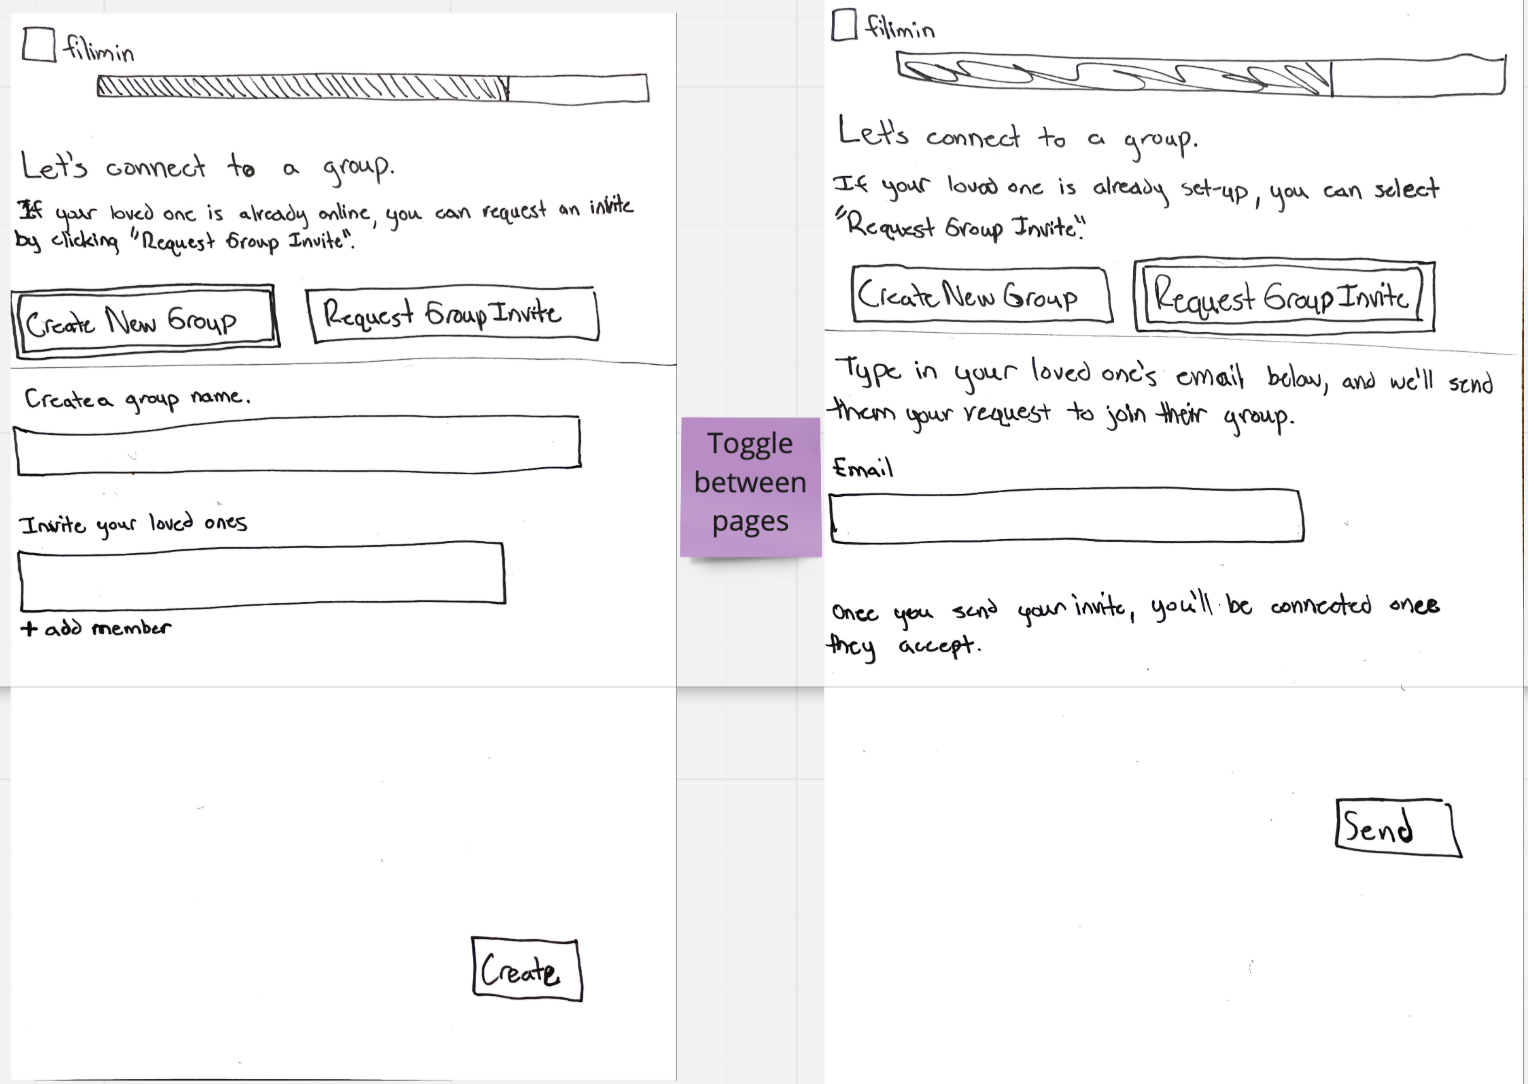 filimin
Let's connect to a group.
If your loved one is already online, you can request an invite
by clicking "Request Group Invite".
Create New Group
Request Group Invite
Create a group name.
Invite your loved ones
+ add member
Create
Toggle
between
pages
filimin
Let's connect to a group.
If your loved one is already set-up, you can select
"Request Group Invite."
Create New Group
Request Group Invite
Type in your loved one's email below, and we'll send
them your request to join their group.
Email
Once you send your invite, you'll be connected once
they accept.
Send